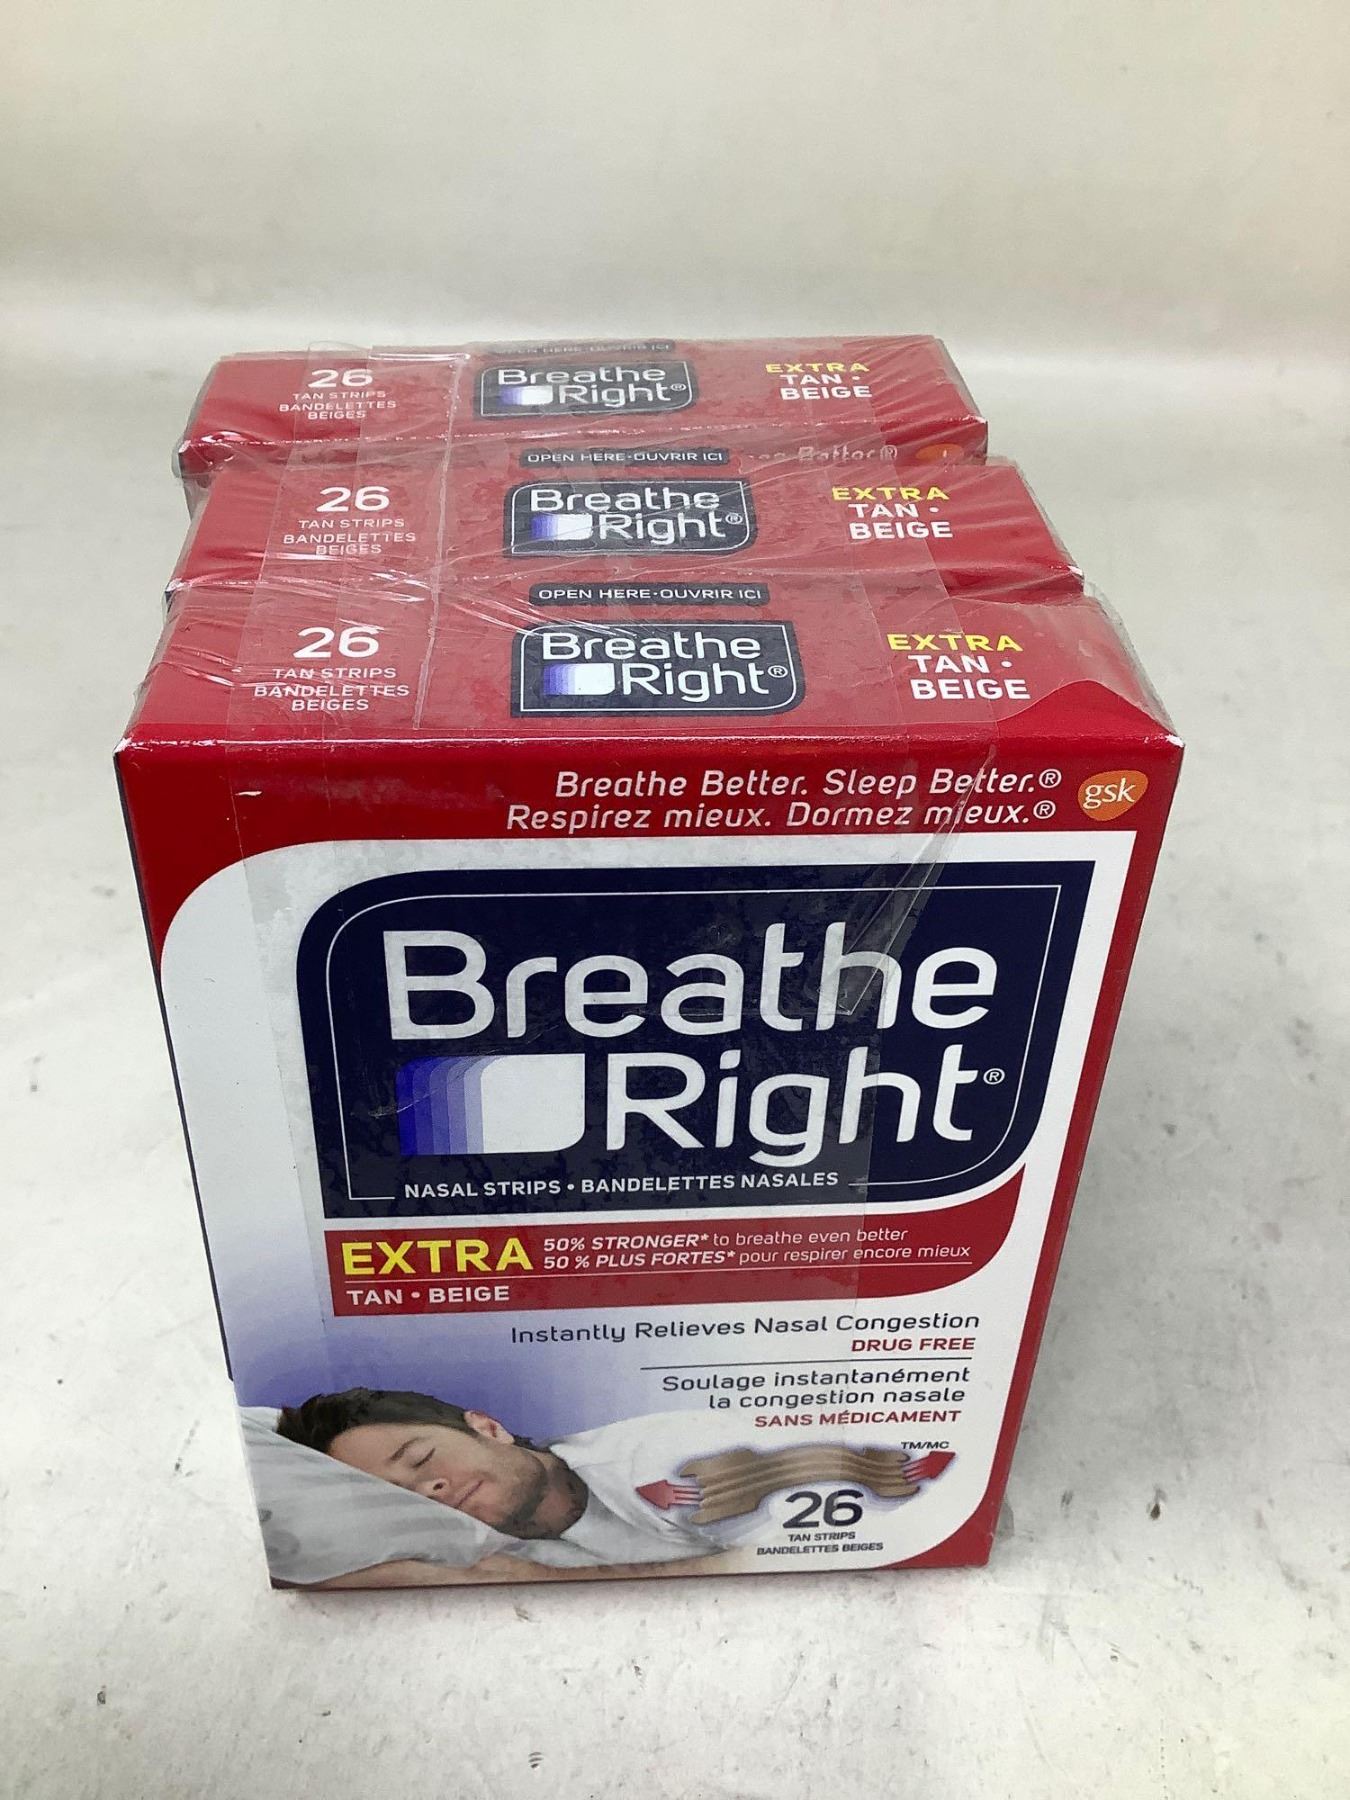 26
TAN STRIPS
BANDELETTES
BEIGES
Breathe
Right®
EXTRA
TAN •
BEIGE
OPEN HERE•OUVRIR ICI
26
TAN STRIPS
BANDELETTES
BEIGES
Breathe
Right®
EXTRA
TAN •
BEIGE
OPEN HERE•OUVRIR ICI
26
TAN STRIPS
BANDELETTES
BEIGES
Breathe
Right®
EXTRA
TAN •
BEIGE
Breathe Better. Sleep Better.®
Respirez mieux. Dormez mieux.®
gsk
Breathe
Right®
NASAL STRIPS • BANDELETTES NASALES
EXTRA
50% STRONGER* to breathe even better
50 % PLUS FORTES* pour respirer encore mieux
TAN • BEIGE
Instantly Relieves Nasal Congestion
DRUG FREE
Soulage instantanément
la congestion nasale
SANS MÉDICAMENT
TM/MC
26
TAN STRIPS
BANDELETTES BEIGES